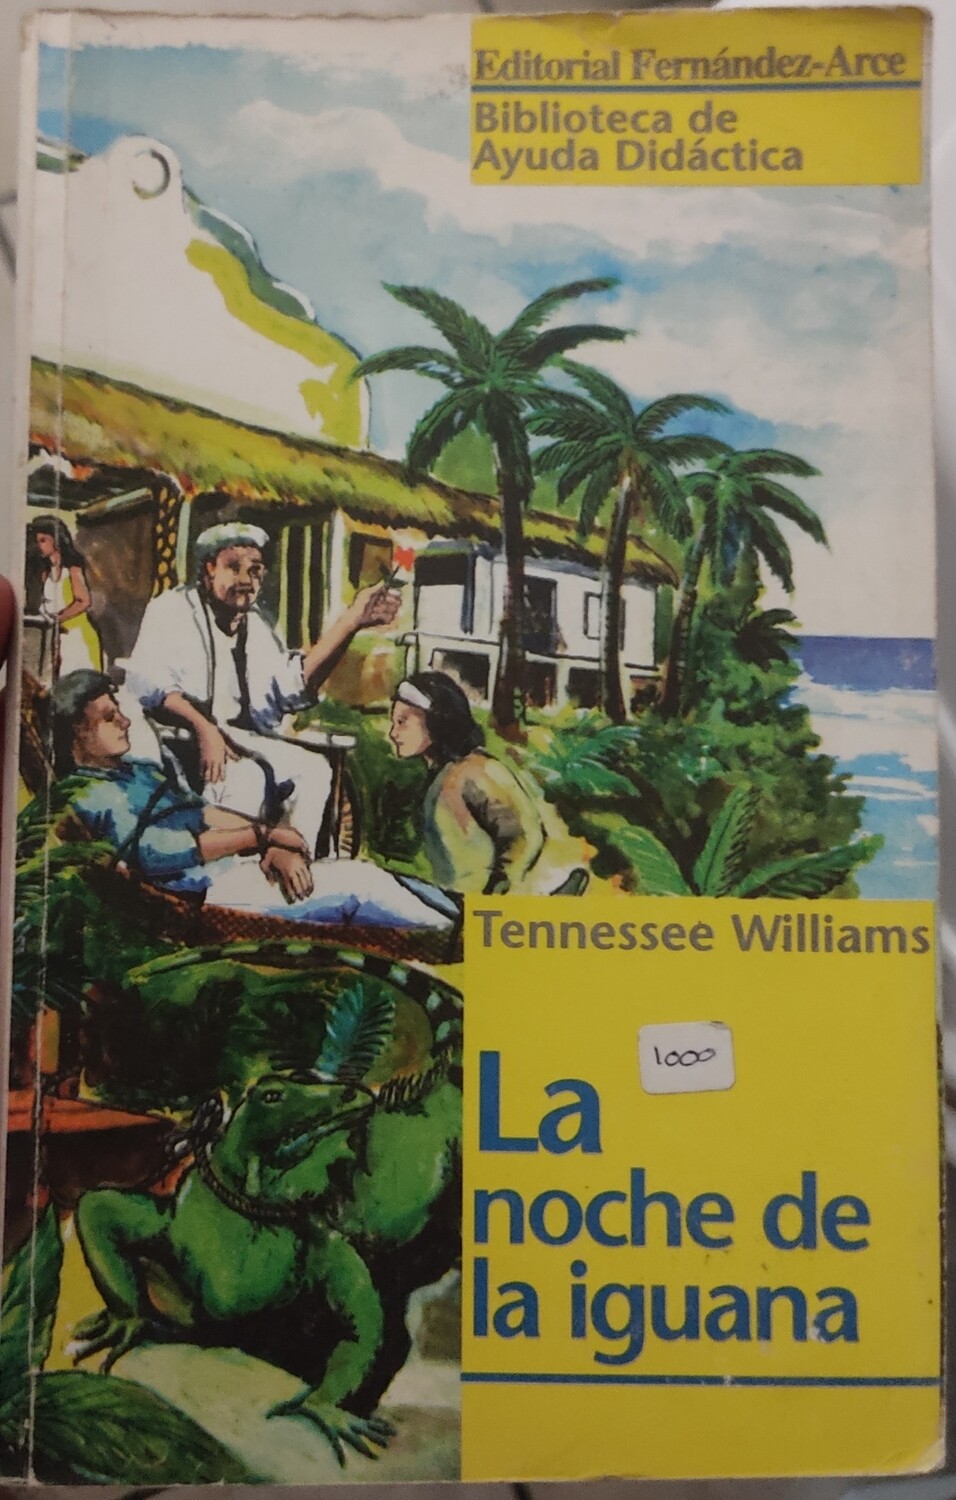 Editorial Fernández-Arce
Biblioteca de
Ayuda Didáctica
Tennessee Williams
1000
La
noche de
la iguana